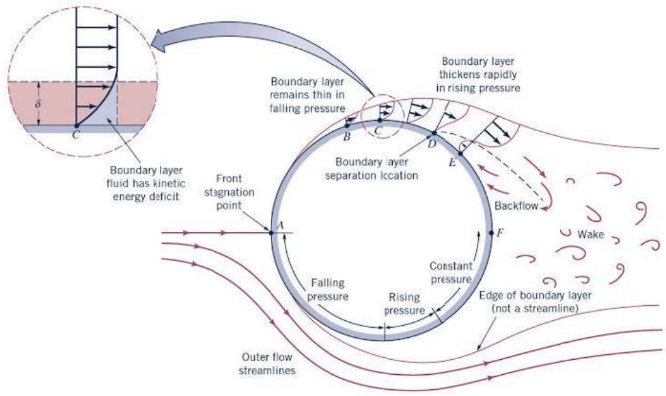 δ
C
Boundary layer
fluid has kinetic
energy deficit
Boundary layer
remains thin in
falling pressure
Boundary layer
thickens rapidly
in rising pressure
B
C
D
E
Boundary layer
separation location
Front
stagnation
point
A
Backflow
F
Wake
Falling
pressure
Rising
pressure
Constant
pressure
Edge of boundary layer
(not a streamline)
Outer flow
streamlines